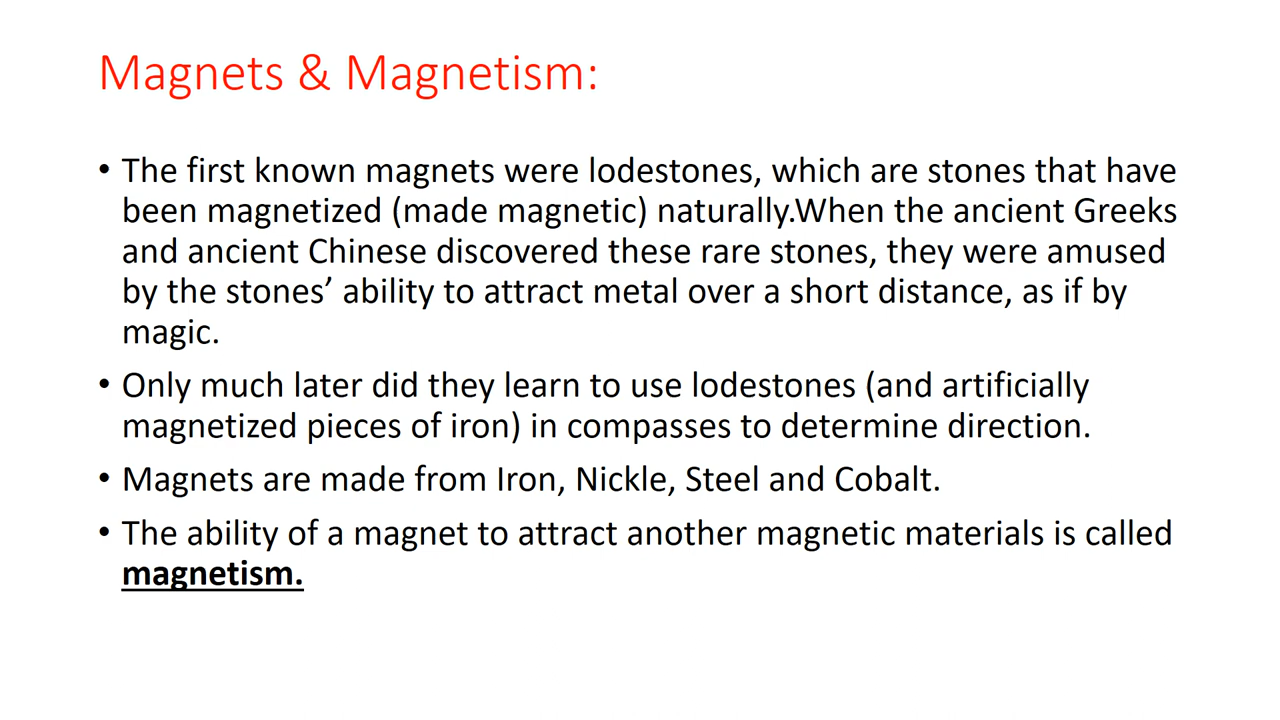 Magnets & Magnetism:
• The first known magnets were lodestones, which are stones that have
been magnetized (made magnetic) naturally.When the ancient Greeks
and ancient Chinese discovered these rare stones, they were amused
by the stones’ ability to attract metal over a short distance, as if by
magic.
• Only much later did they learn to use lodestones (and artificially
magnetized pieces of iron) in compasses to determine direction.
• Magnets are made from Iron, Nickle, Steel and Cobalt.
• The ability of a magnet to attract another magnetic materials is called
magnetism.